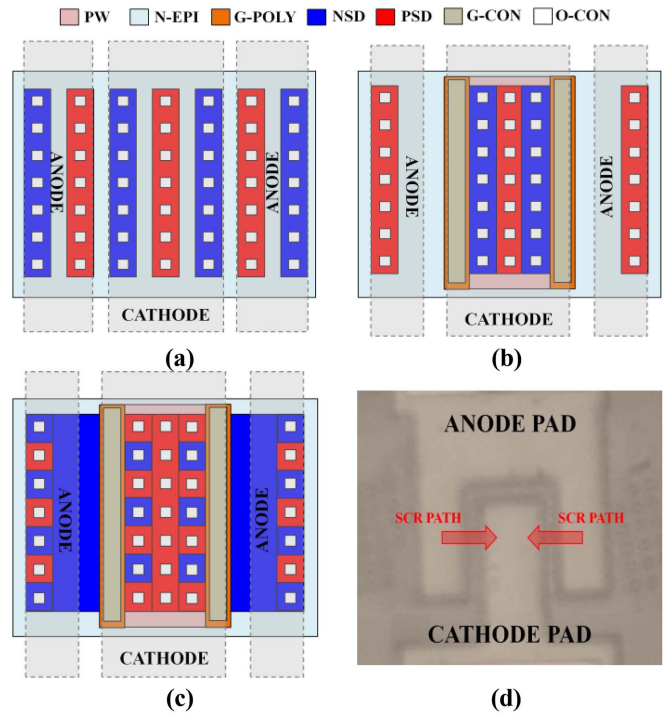 PW N-EPI G-POLY NSD PSD G-CON O-CON
ANODE ANODE
CATHODE
(a)
ANODE ANODE
CATHODE
(b)
ANODE ANODE
CATHODE
(c)
ANODE PAD
SCR PATH SCR PATH
CATHODE PAD
(d)